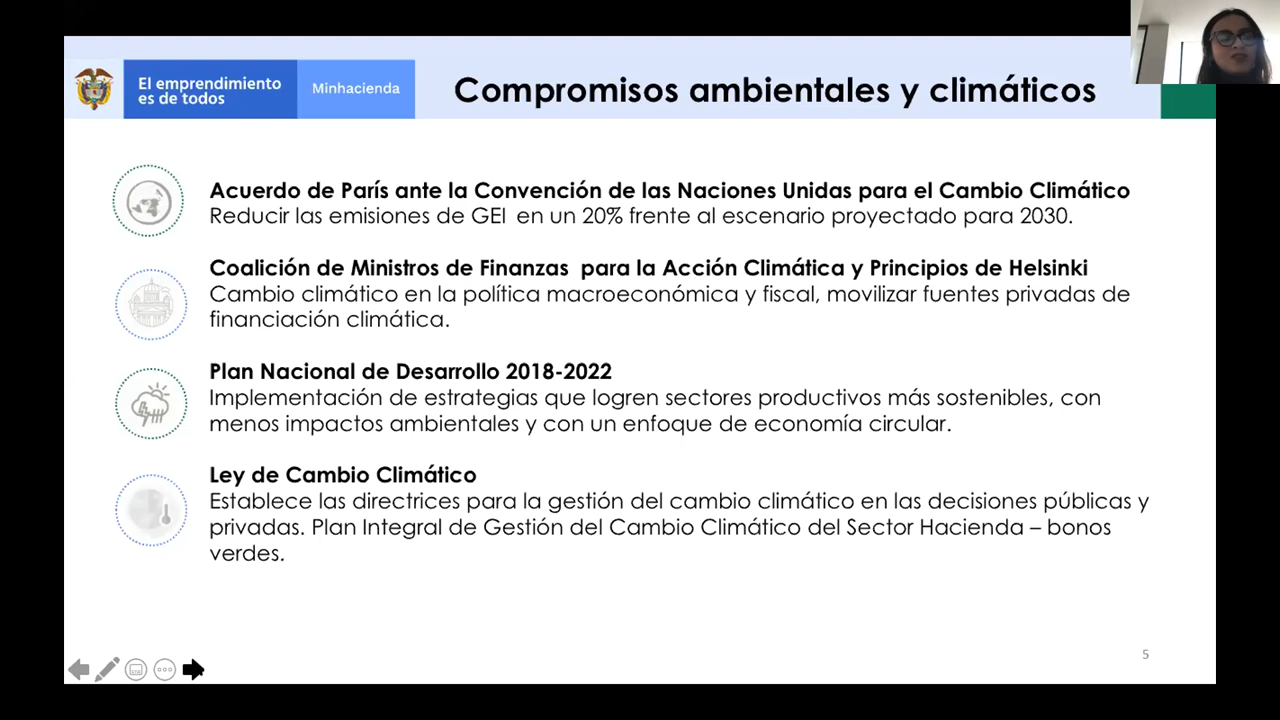 El emprendimiento
es de todos
Minhacienda
Compromisos ambientales y climáticos
Acuerdo de París ante la Convención de las Naciones Unidas para el Cambio Climático
Reducir las emisiones de GEI en un 20% frente al escenario proyectado para 2030.
Coalición de Ministros de Finanzas para la Acción Climática y Principios de Helsinki
Cambio climático en la política macroeconómica y fiscal, movilizar fuentes privadas de
financiación climática.
Plan Nacional de Desarrollo 2018-2022
Implementación de estrategias que logren sectores productivos más sostenibles, con
menos impactos ambientales y con un enfoque de economía circular.
Ley de Cambio Climático
Establece las directrices para la gestión del cambio climático en las decisiones públicas y
privadas. Plan Integral de Gestión del Cambio Climático del Sector Hacienda – bonos
verdes.
5